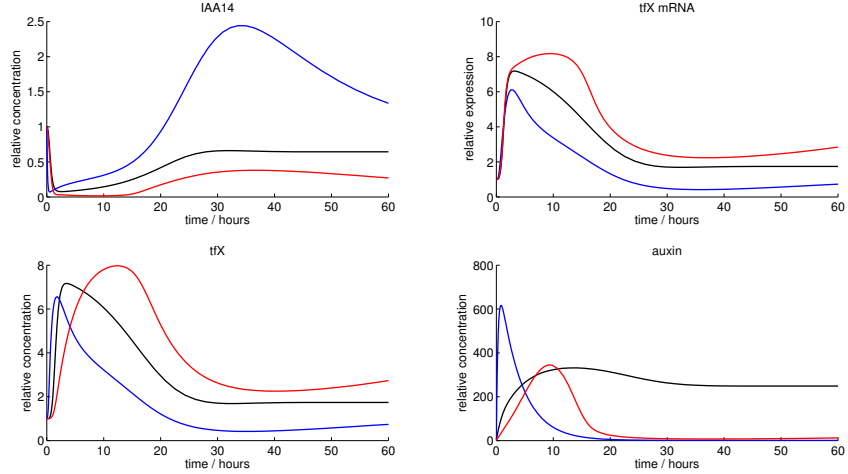 IAA14
relative concentration
2.5
2
1.5
1
0.5
0
0 10 20 30 40 50 60
time / hours
tfX mRNA
relative expression
10
8
6
4
2
0
0 10 20 30 40 50 60
time / hours
tfX
relative concentration
8
6
4
2
0
0 10 20 30 40 50 60
time / hours
auxin
relative concentration
800
600
400
200
0
0 10 20 30 40 50 60
time / hours